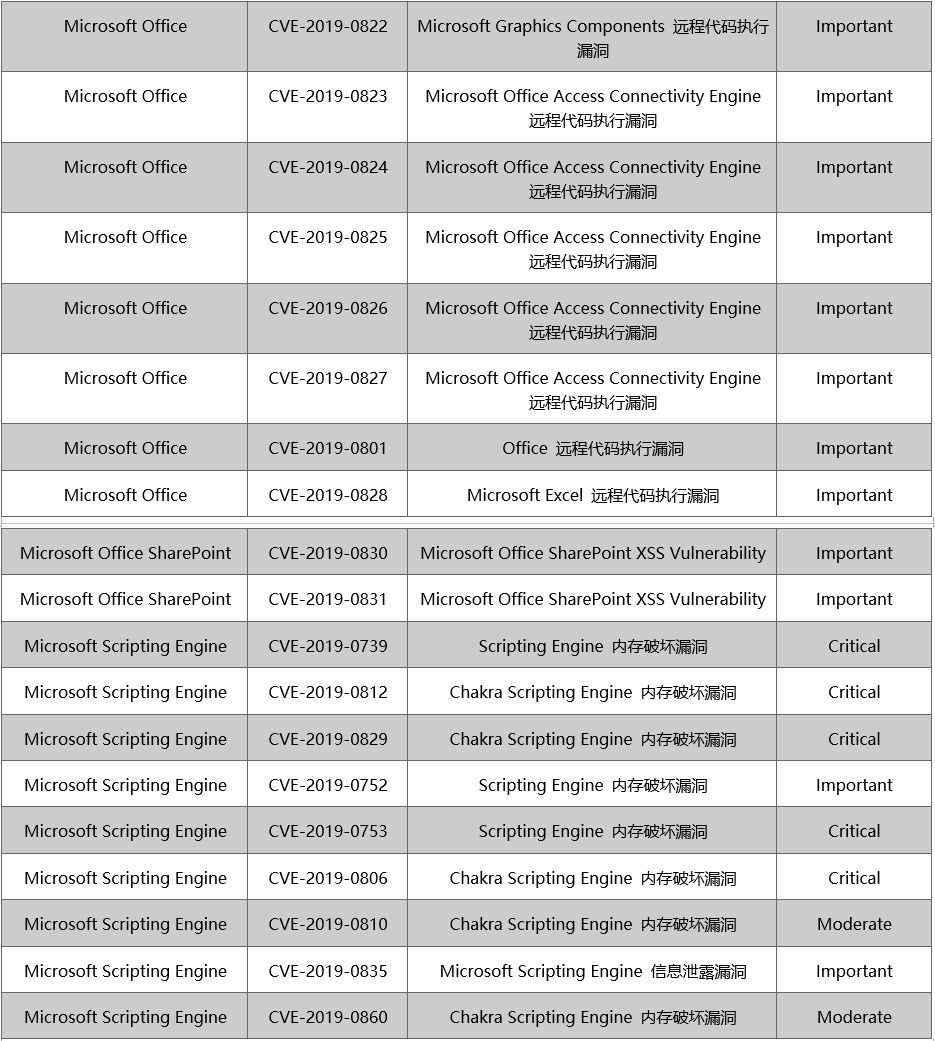 Microsoft Office CVE-2019-0822 Microsoft Graphics Components 远程代码执行 Important
漏洞
Microsoft Office CVE-2019-0823 Microsoft Office Access Connectivity Engine Important
远程代码执行漏洞
Microsoft Office CVE-2019-0824 Microsoft Office Access Connectivity Engine Important
远程代码执行漏洞
Microsoft Office CVE-2019-0825 Microsoft Office Access Connectivity Engine Important
远程代码执行漏洞
Microsoft Office CVE-2019-0826 Microsoft Office Access Connectivity Engine Important
远程代码执行漏洞
Microsoft Office CVE-2019-0827 Microsoft Office Access Connectivity Engine Important
远程代码执行漏洞
Microsoft Office CVE-2019-0801 Office 远程代码执行漏洞 Important
Microsoft Office CVE-2019-0828 Microsoft Excel 远程代码执行漏洞 Important
Microsoft Office SharePoint CVE-2019-0830 Microsoft Office SharePoint XSS Vulnerability Important
Microsoft Office SharePoint CVE-2019-0831 Microsoft Office SharePoint XSS Vulnerability Important
Microsoft Scripting Engine CVE-2019-0739 Scripting Engine 内存破坏漏洞 Critical
Microsoft Scripting Engine CVE-2019-0812 Chakra Scripting Engine 内存破坏漏洞 Critical
Microsoft Scripting Engine CVE-2019-0829 Chakra Scripting Engine 内存破坏漏洞 Critical
Microsoft Scripting Engine CVE-2019-0752 Scripting Engine 内存破坏漏洞 Important
Microsoft Scripting Engine CVE-2019-0753 Scripting Engine 内存破坏漏洞 Critical
Microsoft Scripting Engine CVE-2019-0806 Chakra Scripting Engine 内存破坏漏洞 Critical
Microsoft Scripting Engine CVE-2019-0810 Chakra Scripting Engine 内存破坏漏洞 Moderate
Microsoft Scripting Engine CVE-2019-0835 Microsoft Scripting Engine 信息泄露漏洞 Important
Microsoft Scripting Engine CVE-2019-0860 Chakra Scripting Engine 内存破坏漏洞 Moderate